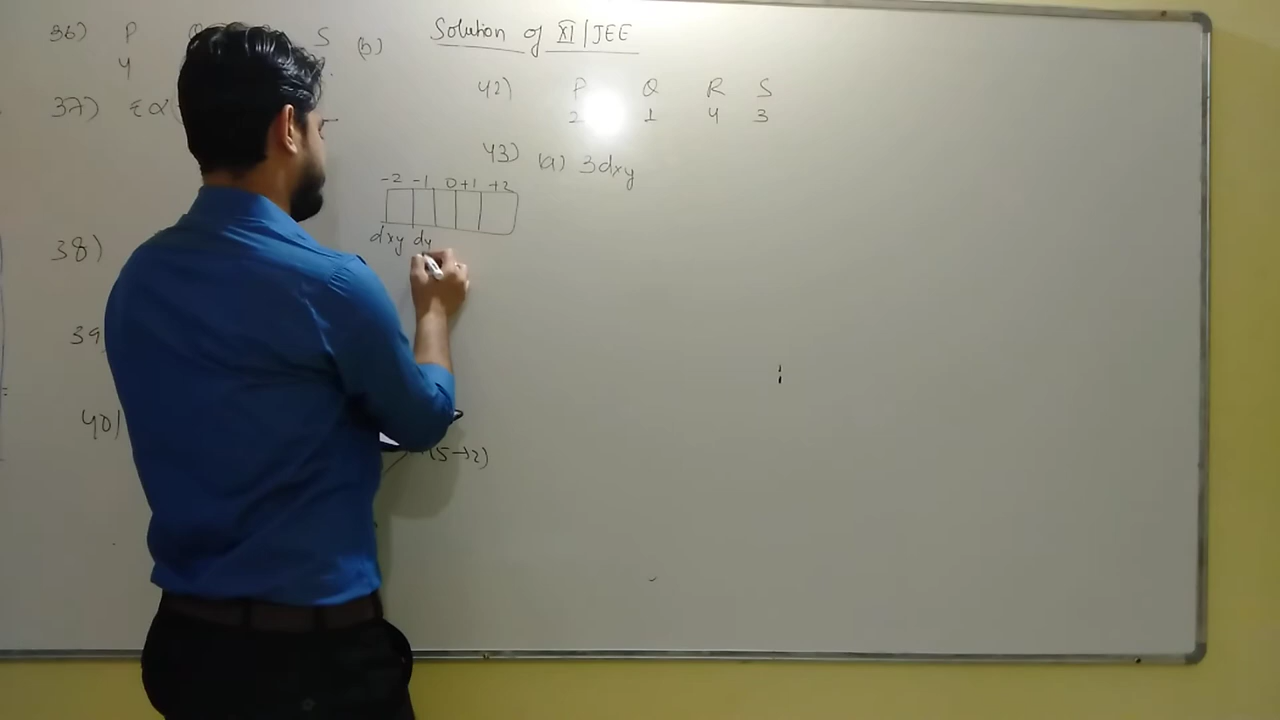 36) P S (b)
4
37) ξα
38)
39
40)
(5→2)
Solution of XI/JEE
42) P Q R S
2 1 4 3
43) (a) 3dxy
-2 -1 0 +1 +2
dxy dy